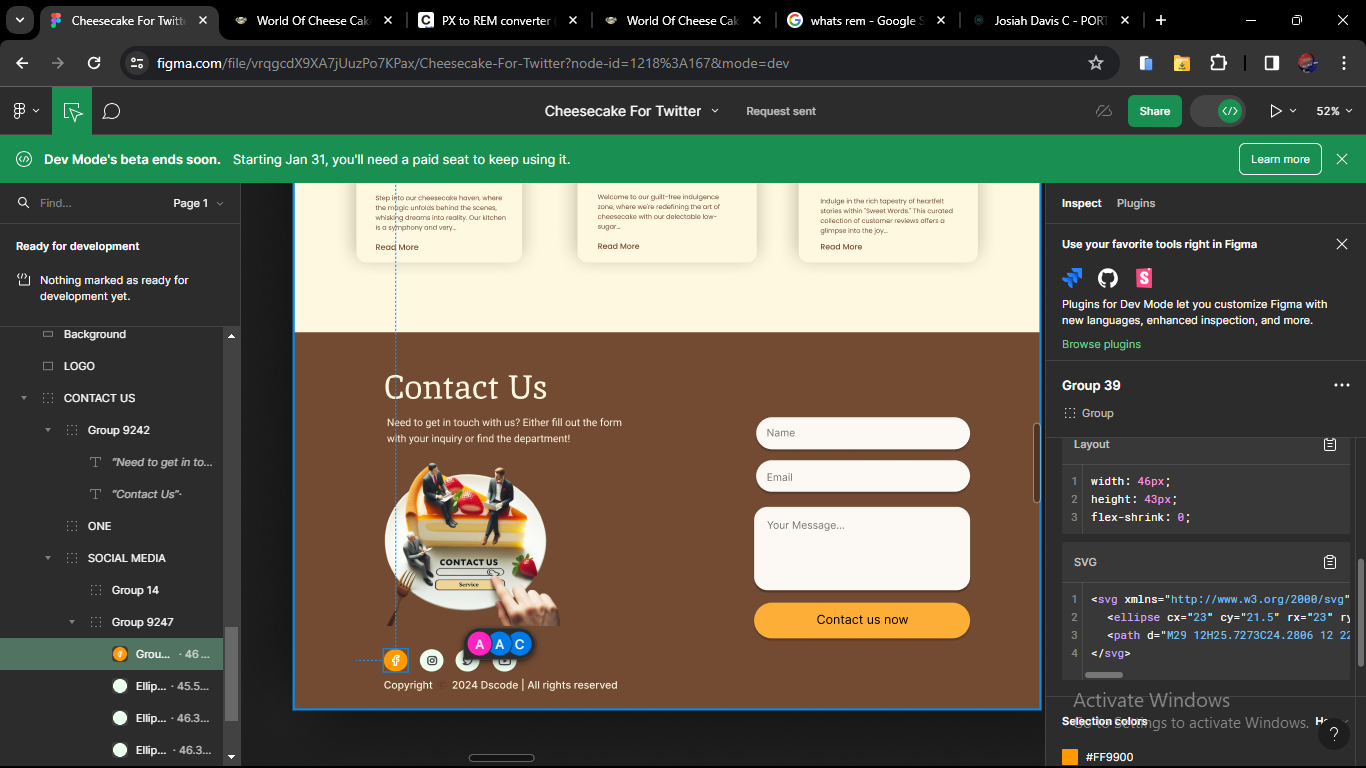 Cheesecake For Twitte
World Of Cheese Cak
PX to REM converter
World Of Cheese Cak
whats rem - Google S
Josiah Davis C - PORT
figma.com/file/vrqgcdX9XA7jUuzPo7KPax/Cheesecake-For-Twitter?node-id=1218%3A167&mode=dev
Cheesecake For Twitter
Request sent
Share
52%
Dev Mode's beta ends soon. Starting Jan 31, you'll need a paid seat to keep using it.
Learn more
Find...
Page 1
Ready for development
Nothing marked as ready for
development yet.
Background
LOGO
CONTACT US
Group 9242
"Need to get in to...
"Contact Us"·
ONE
SOCIAL MEDIA
Group 14
Group 9247
Grou... · 46 ...
Ellip... · 45.5...
Ellip... · 46.3...
Ellip... · 46.3...
Step into our cheesecake haven, where
the magic unfolds behind the scenes,
whisking dreams into reality. Our kitchen
is a symphony and very...
Read More
Welcome to our guilt-free indulgence
zone, where we're redefining the art of
cheesecake with our delectable low-
sugar...
Read More
Indulge in the rich tapestry of heartfelt
stories within "Sweet Words." This curated
collection of customer reviews offers a
glimpse into the joy...
Read More
Contact Us
Need to get in touch with us? Either fill out the form
with your inquiry or find the department!
CONTACT US
Service
Name
Email
Your Message...
Contact us now
A
A
C
Copyright © 2024 Dscode | All rights reserved
Inspect
Plugins
Use your favorite tools right in Figma
Plugins for Dev Mode let you customize Figma with
new languages, enhanced inspection, and more.
Browse plugins
Group 39
Group
Layout
1 width: 46px;
2 height: 43px;
3 flex-shrink: 0;
SVG
1 <svg xmlns="http://www.w3.org/2000/svg"
2 <ellipse cx="23" cy="21.5" rx="23" ry
3 <path d="M29 12H25.7273C24.2806 12 22
4 </svg>
Activate Windows
Go to Settings to activate Windows.
Selection colors
#FF9900
?